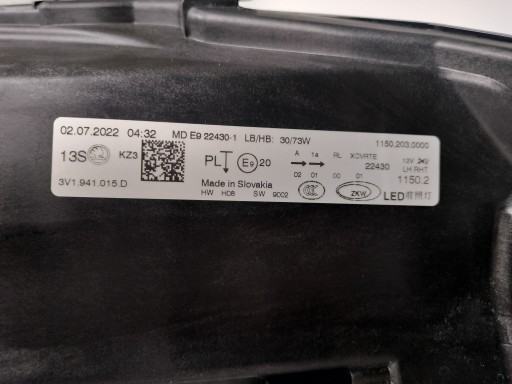 02.07.2022 04:32 MD E9 22430-1 LB/HB: 30/73W 1150.203.0000
13S KZ3 PL E9 20 A 14 RL XCVRTE 12V
22430 LH RHT
02 01 00 01 1150.2
3V1.941.015.D Made in Slovakia
HW H08 SW 9002 ZKW LED前照灯